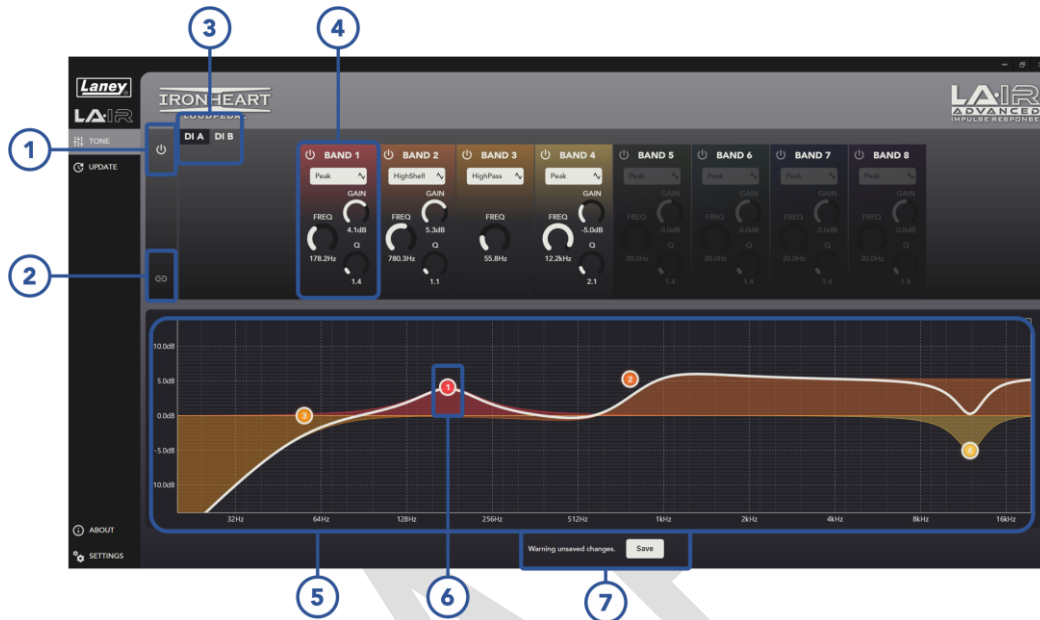 3
4
Laney
LA·IR
IRONHEART
LOUDPEDAL
LA·IR
ADVANCED
IMPULSE RESPONSE
1
TONE
DI A DI B
UPDATE
BAND 1 BAND 2 BAND 3 BAND 4 BAND 5 BAND 6 BAND 7 BAND 8
Peak HighShelf HighPass Peak Peak Peak Peak Peak
GAIN GAIN GAIN GAIN GAIN GAIN GAIN
FREQ FREQ FREQ FREQ FREQ FREQ FREQ FREQ
4.1dB 5.3dB -5.0dB 0.0dB 0.0dB 0.0dB 0.0dB
Q Q Q Q Q Q Q
178.2Hz 780.3Hz 55.8Hz 12.2kHz 20.0Hz 20.0Hz 20.0Hz 20.0Hz
1.4 1.1 2.1 1.4 1.4 1.4 1.4
2
10.0dB
5.0dB
1 2
0.0dB
3
-5.0dB
4
10.0dB
32Hz 64Hz 128Hz 256Hz 512Hz 1kHz 2kHz 4kHz 8kHz 16kHz
ABOUT
SETTINGS
Warning unsaved changes. Save
5
6
7